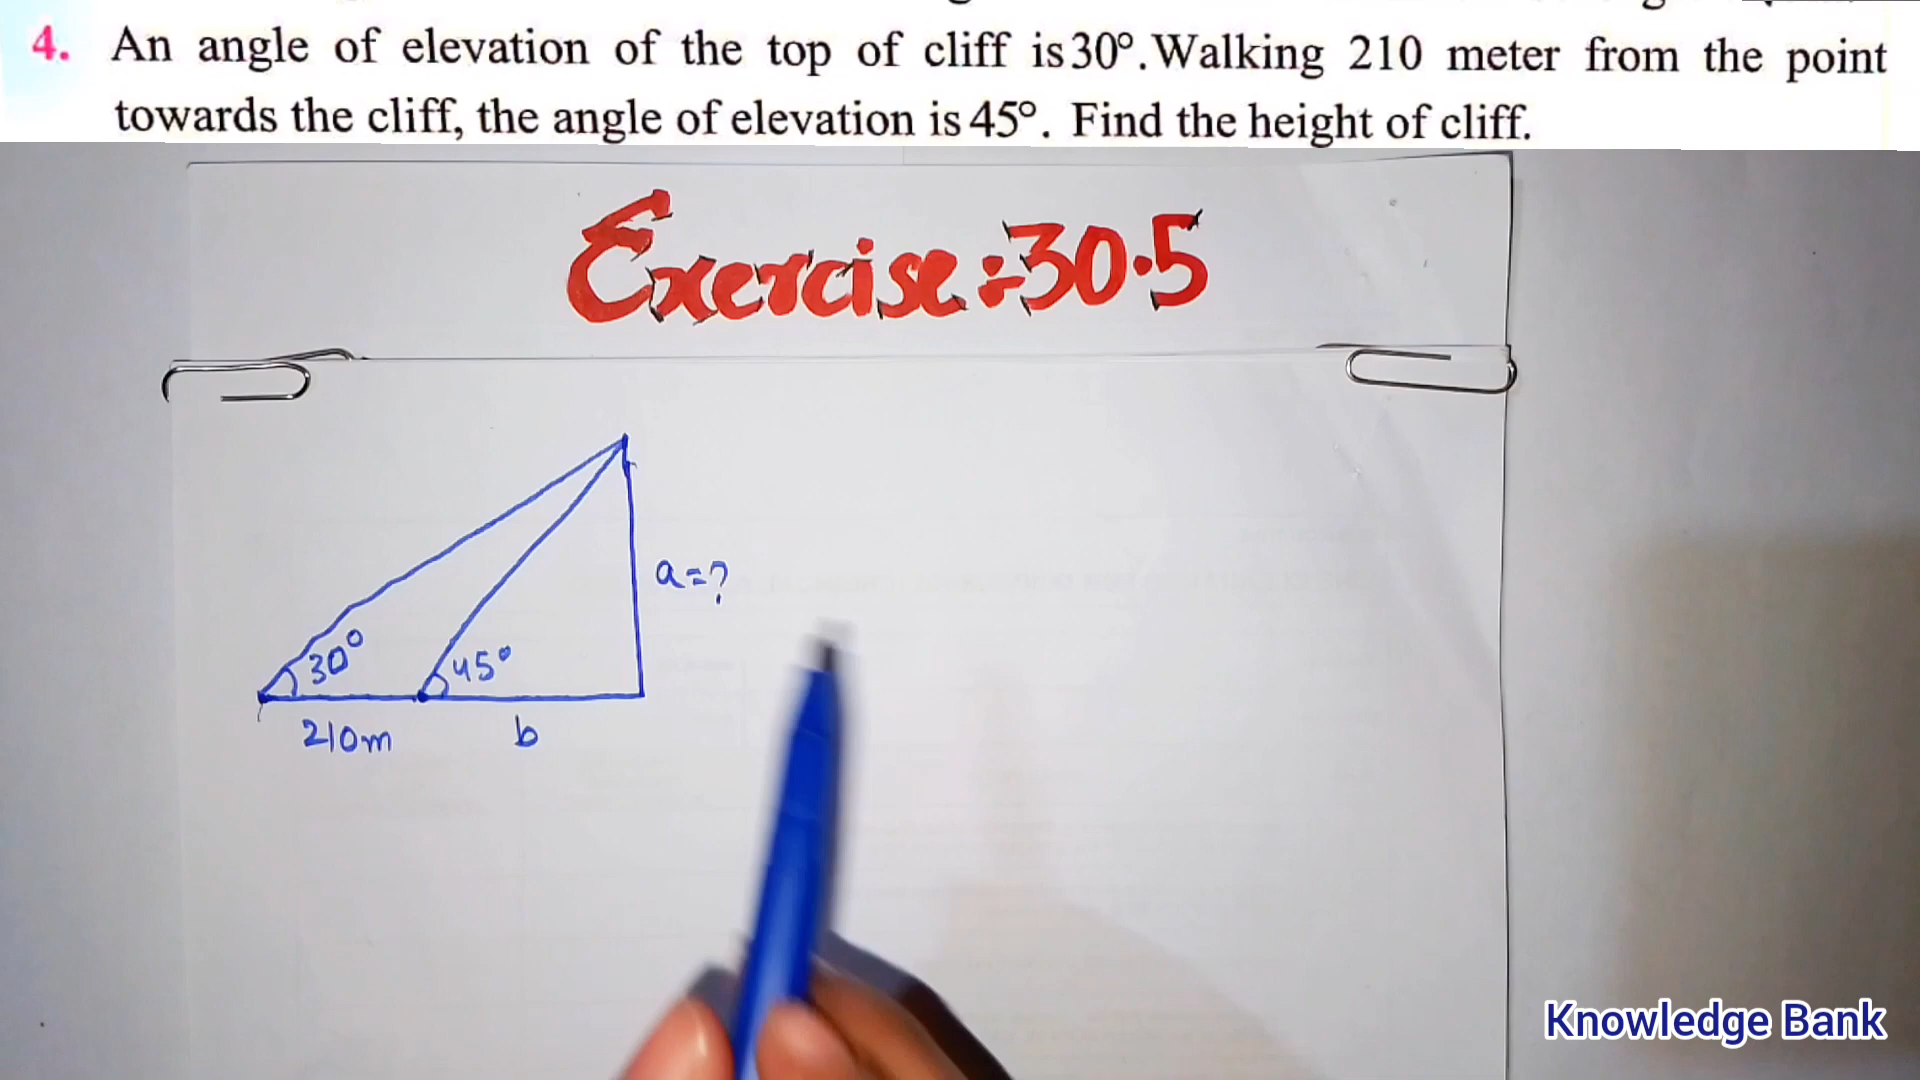 4. An angle of elevation of the top of cliff is 30°. Walking 210 meter from the point
towards the cliff, the angle of elevation is 45°. Find the height of cliff.
Exercise:-30.5
a=?
30°
45°
210m
b
Knowledge Bank